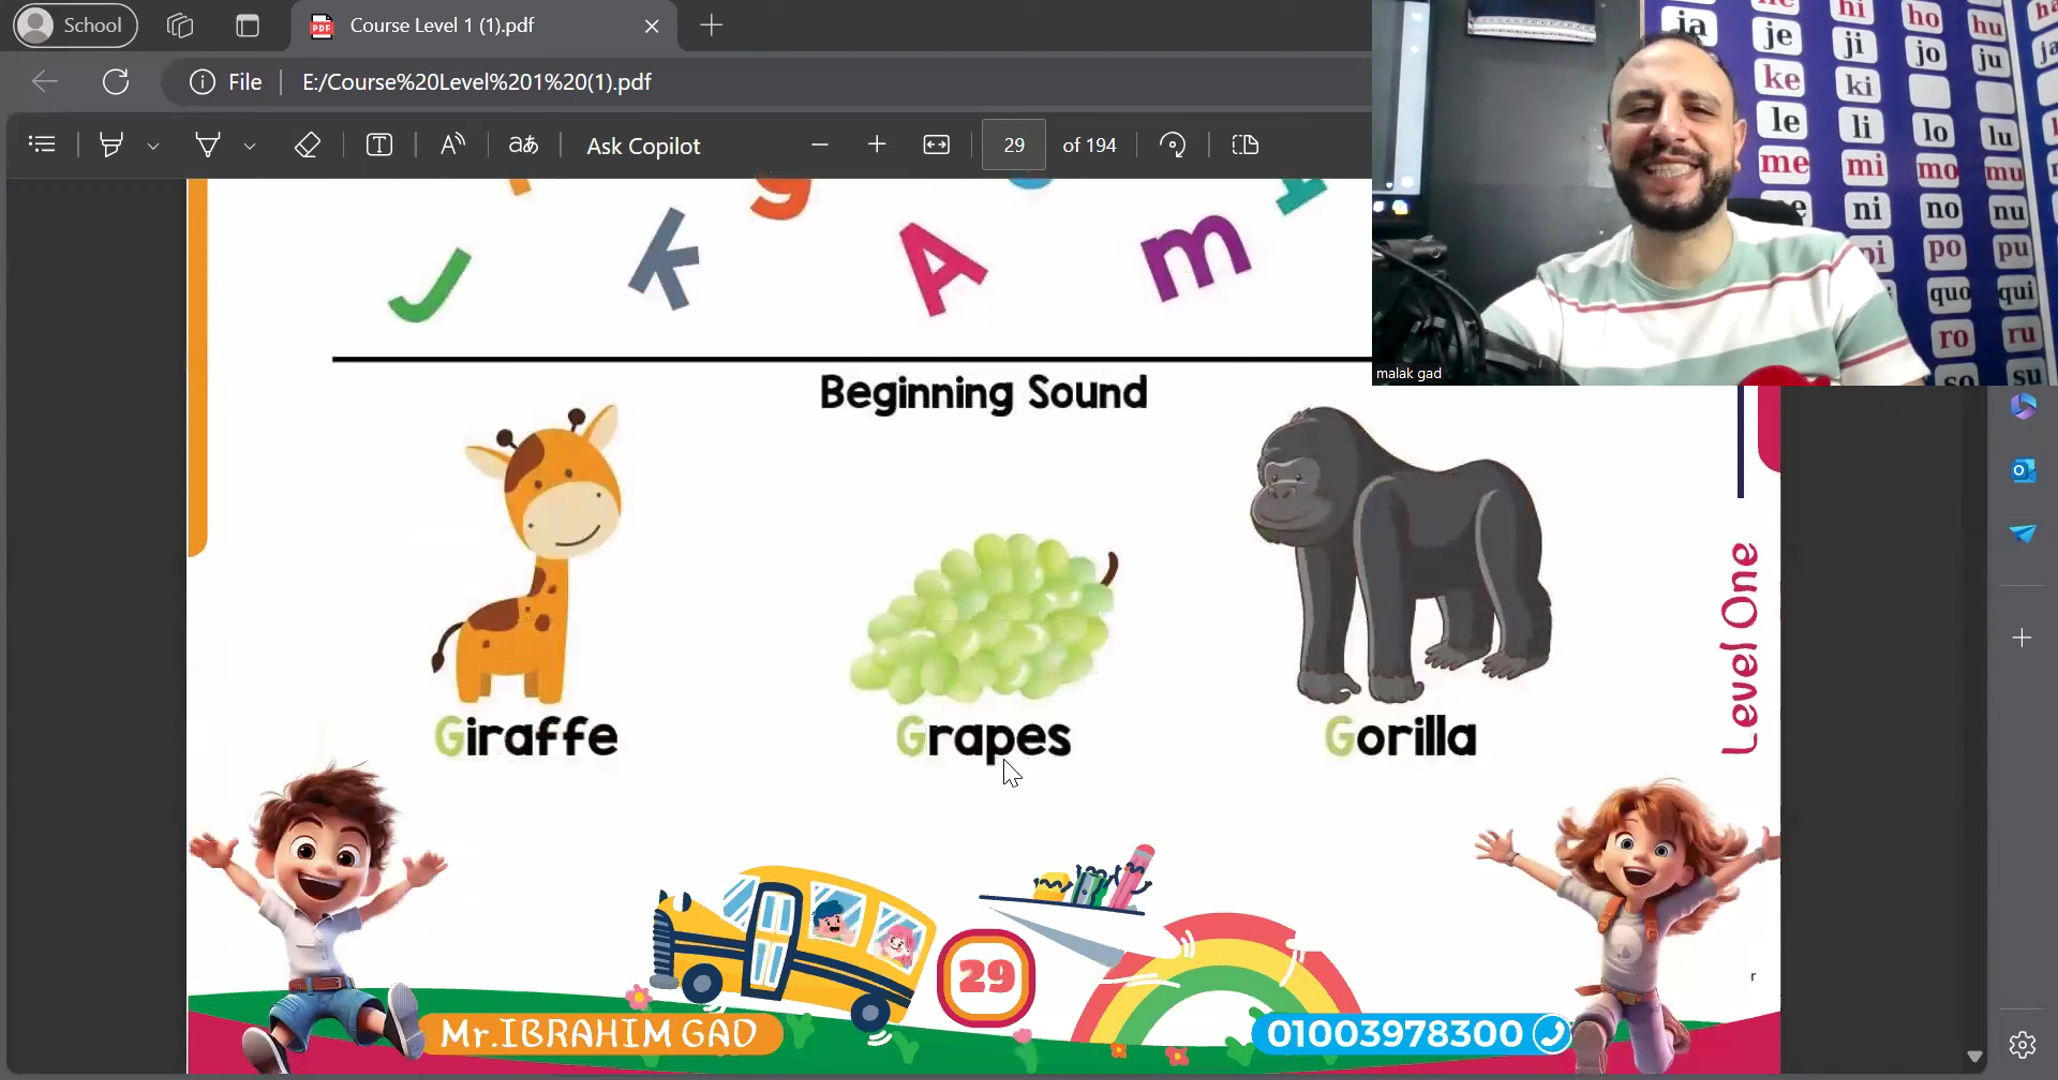 School
Course Level 1 (1).pdf
File
E:/Course%20Level%201%20(1).pdf
Ask Copilot
29 of 194
J k g A m
Beginning Sound
Giraffe
Grapes
Gorilla
Level One
29
Mr.IBRAHIM GAD
01003978300
r
malak gad
hi ho hu
ja je ji jo ju
ke ki
le li lo lu
me mi mo mu
ni no nu
pi po pu
quo qui
ro ru
so su